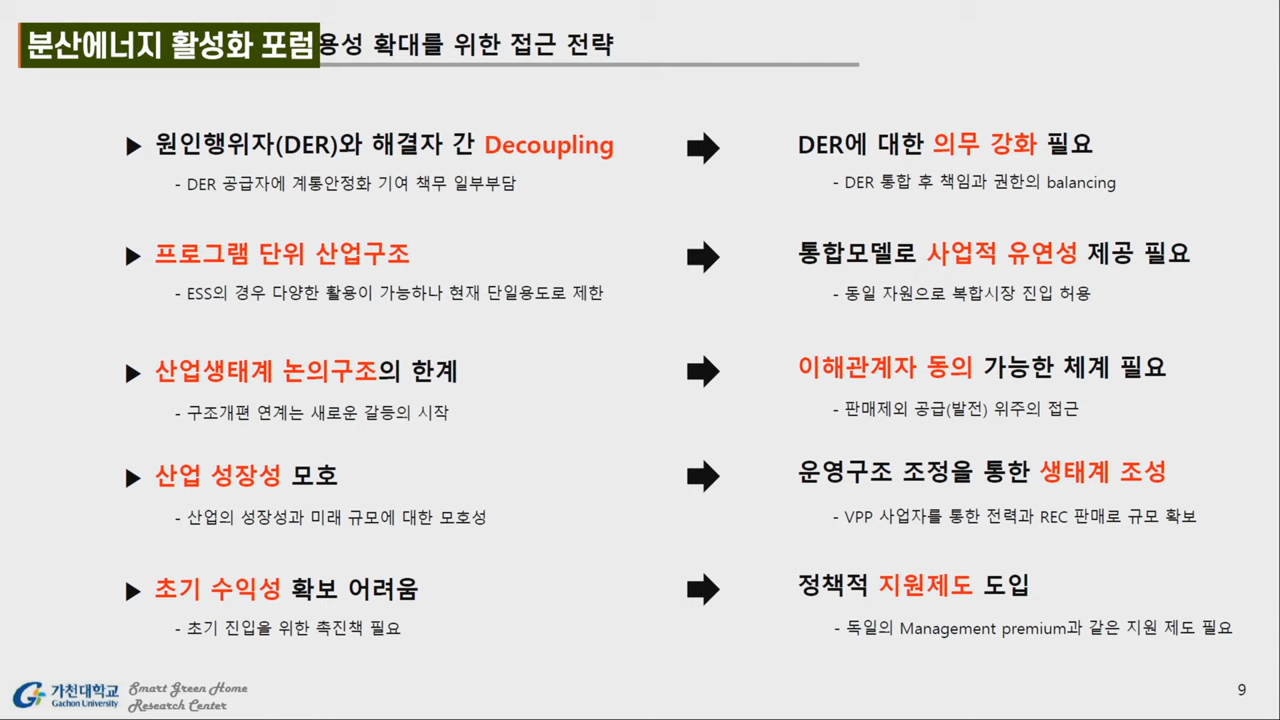 분산에너지 활성화 포럼
용성 확대를 위한 접근 전략
▶ 원인행위자(DER)와 해결자 간 Decoupling
- DER 공급자에 계통안정화 기여 책무 일부부담
DER에 대한 의무 강화 필요
- DER 통합 후 책임과 권한의 balancing
▶ 프로그램 단위 산업구조
- ESS의 경우 다양한 활용이 가능하나 현재 단일용도로 제한
통합모델로 사업적 유연성 제공 필요
- 동일 자원으로 복합시장 진입 허용
▶ 산업생태계 논의구조의 한계
- 구조개편 연계는 새로운 갈등의 시작
이해관계자 동의 가능한 체계 필요
- 판매제외 공급(발전) 위주의 접근
▶ 산업 성장성 모호
- 산업의 성장성과 미래 규모에 대한 모호성
운영구조 조정을 통한 생태계 조성
- VPP 사업자를 통한 전력과 REC 판매로 규모 확보
▶ 초기 수익성 확보 어려움
- 초기 진입을 위한 촉진책 필요
정책적 지원제도 도입
- 독일의 Management premium과 같은 지원 제도 필요
가천대학교
Gachon University
Smart Green Home
Research Center
9